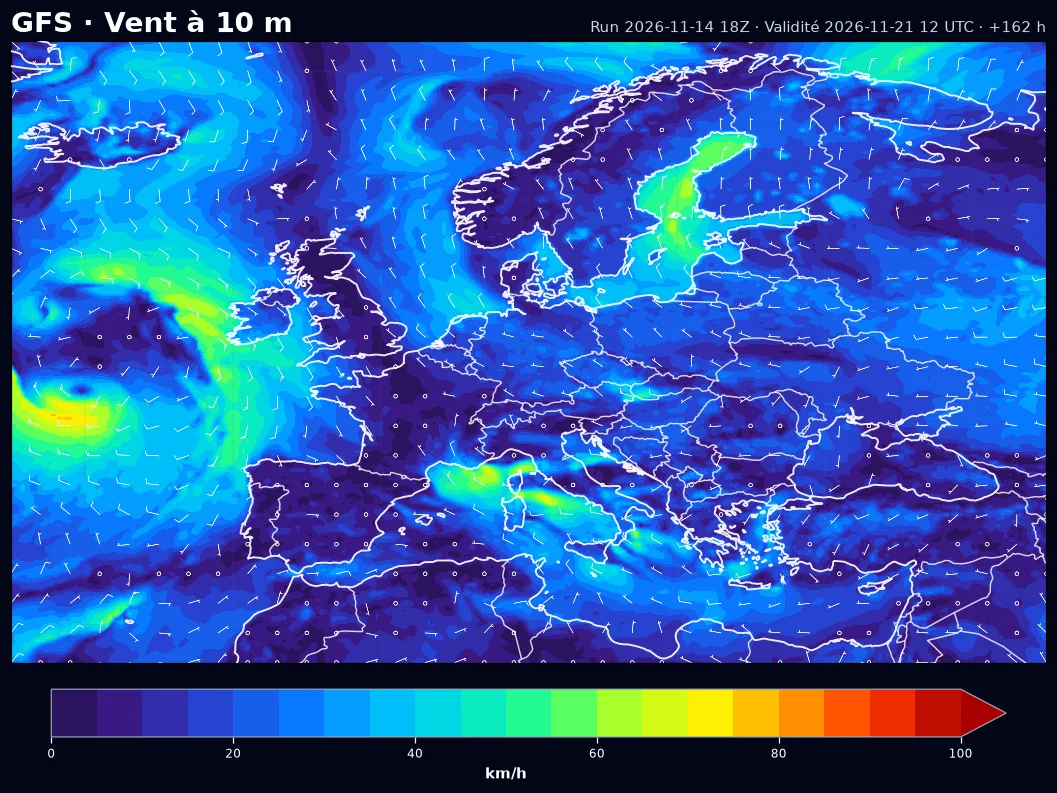 GFS · Vent à 10 m
Run 2026-11-14 18Z · Validité 2026-11-21 12 UTC · +162 h
0 20 40 60 80 100
km/h